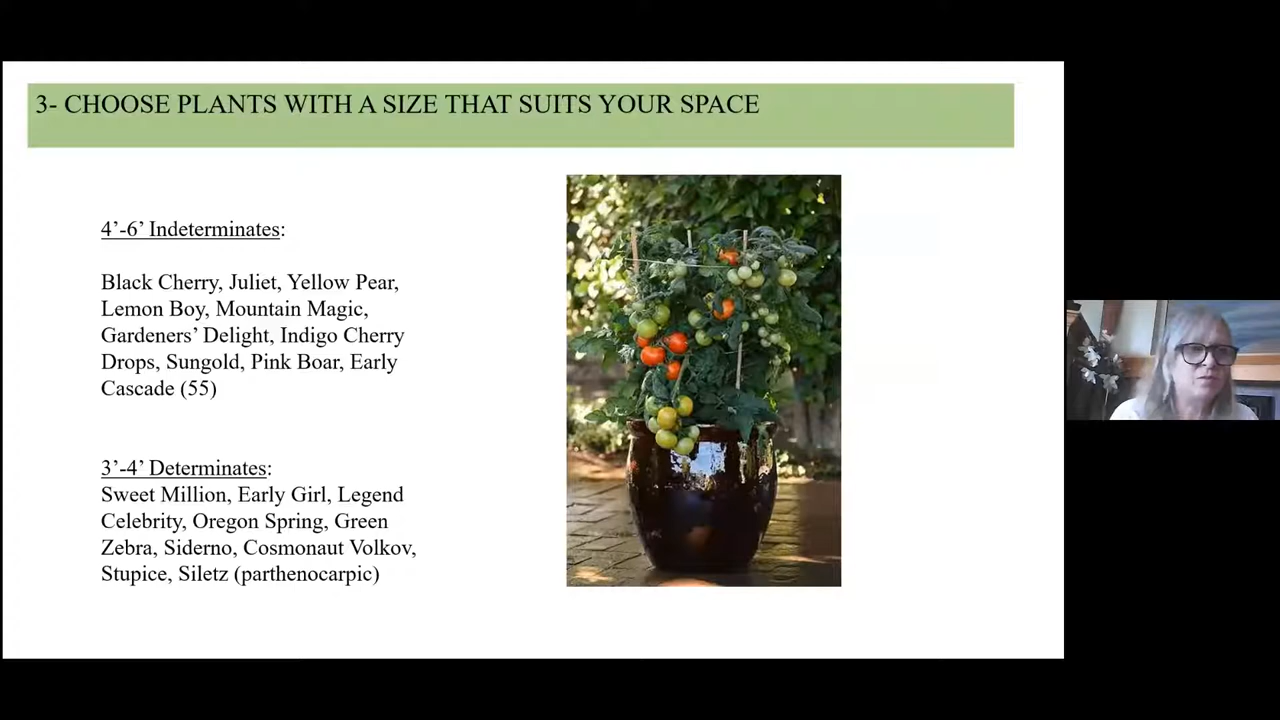 3- CHOOSE PLANTS WITH A SIZE THAT SUITS YOUR SPACE
4’-6’ Indeterminates:
Black Cherry, Juliet, Yellow Pear,
Lemon Boy, Mountain Magic,
Gardeners’ Delight, Indigo Cherry
Drops, Sungold, Pink Boar, Early
Cascade (55)
3’-4’ Determinates:
Sweet Million, Early Girl, Legend
Celebrity, Oregon Spring, Green
Zebra, Siderno, Cosmonaut Volkov,
Stupice, Siletz (parthenocarpic)